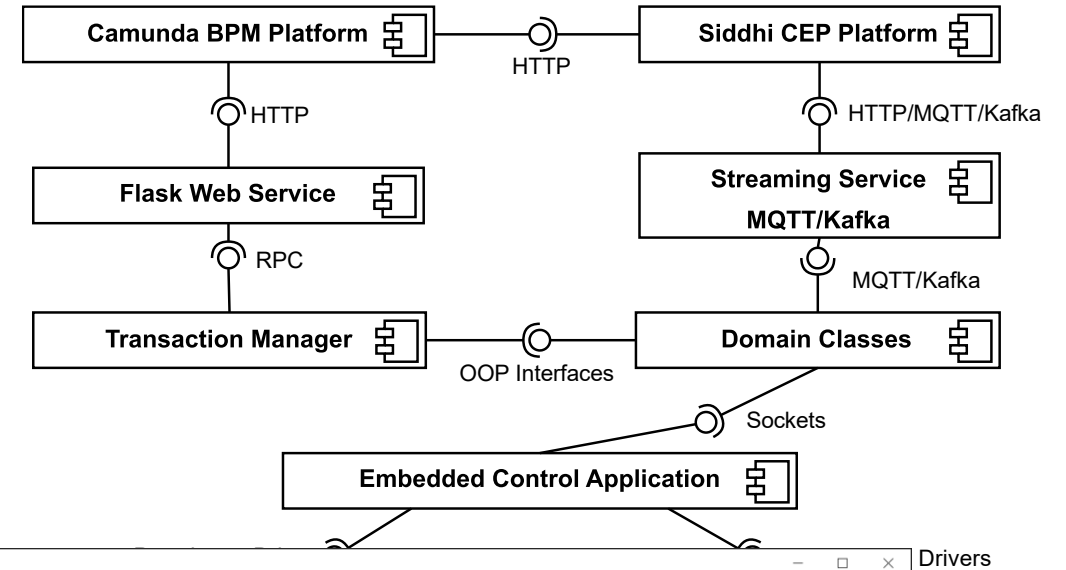 Camunda BPM Platform
Siddhi CEP Platform
HTTP
HTTP
HTTP/MQTT/Kafka
Flask Web Service
Streaming Service
MQTT/Kafka
RPC
MQTT/Kafka
Transaction Manager
Domain Classes
OOP Interfaces
Sockets
Embedded Control Application
Drivers